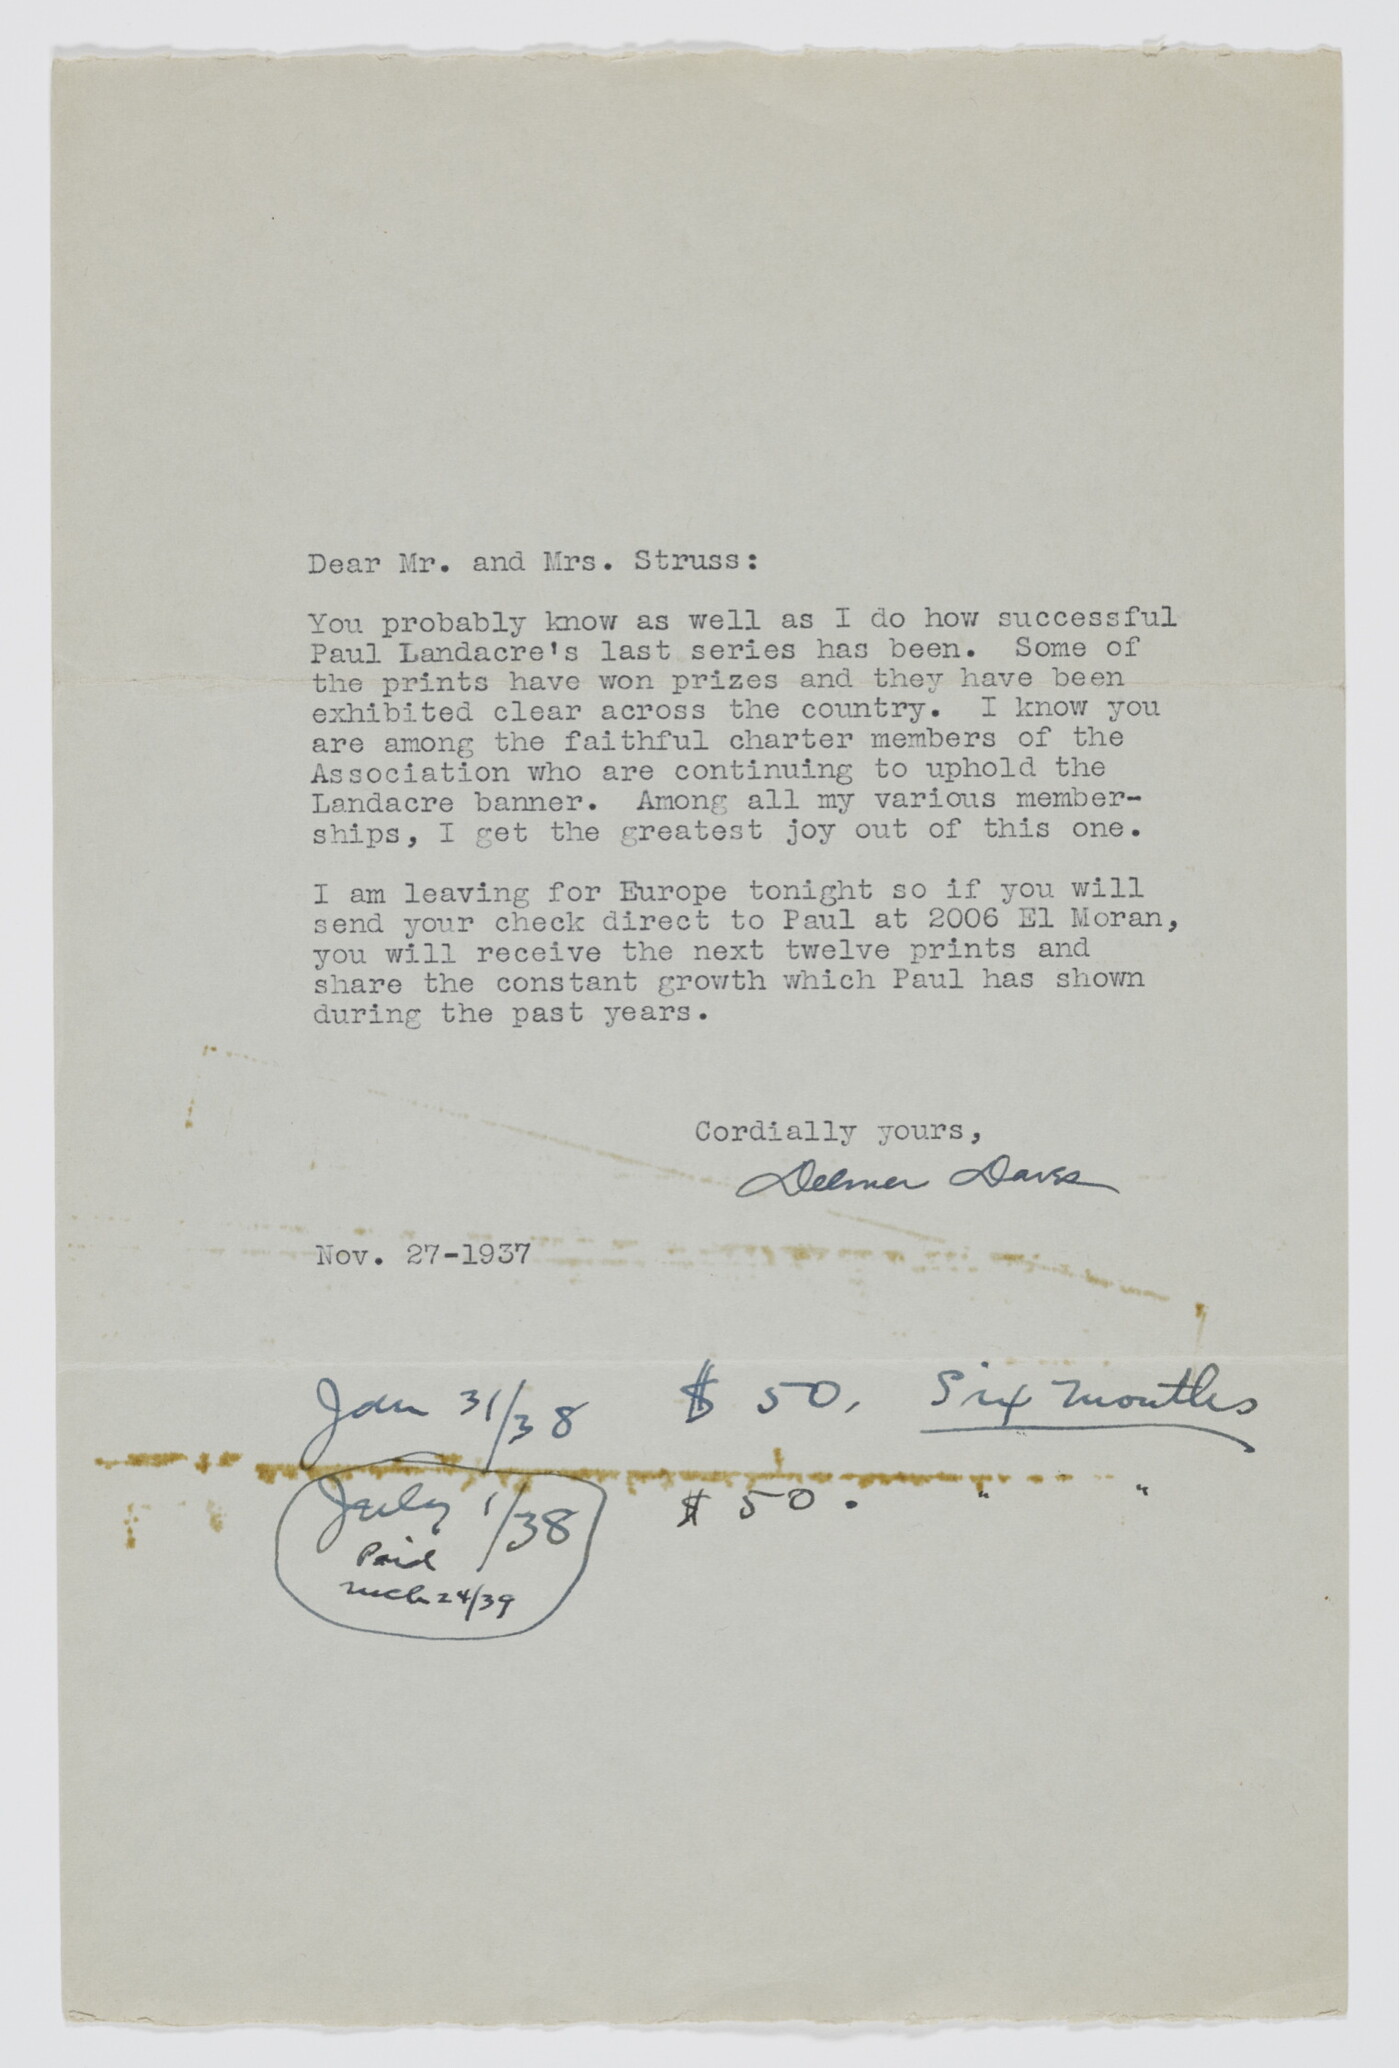 Dear Mr. and Mrs. Struss:
You probably know as well as I do how successful
Paul Landacre's last series has been. Some of
the prints have won prizes and they have been
exhibited clear across the country. I know you
are among the faithful charter members of the
Association who are continuing to uphold the
Landacre banner. Among all my various member-
ships, I get the greatest joy out of this one.
I am leaving for Europe tonight so if you will
send your check direct to Paul at 2006 El Moran,
you will receive the next twelve prints and
share the constant growth which Paul has shown
during the past years.
Cordially yours,
Delmer Daves
Nov. 27-1937
Jan 31/38 $ 50. Six Months
July 1/38 $ 50. " "
Paid
Mch 24/39